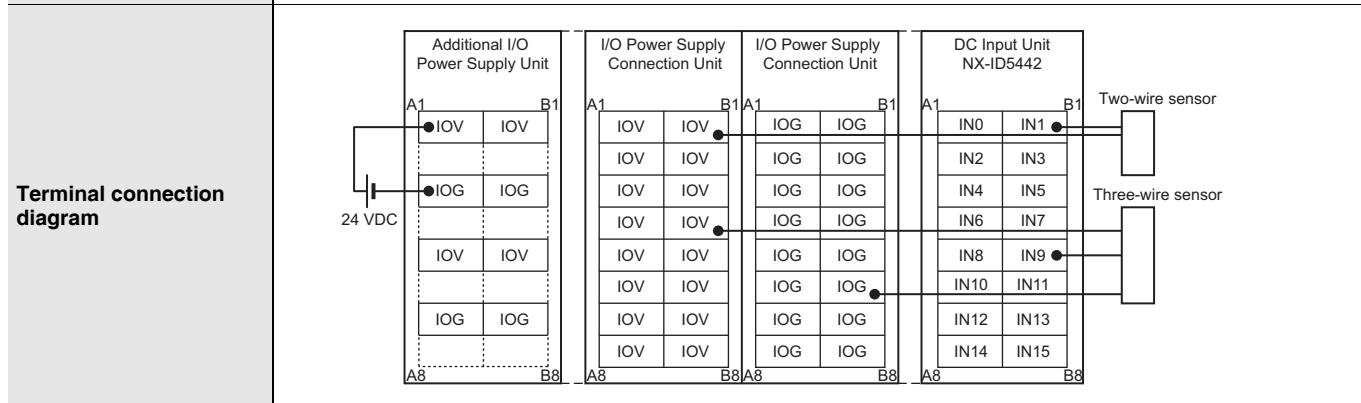 Terminal connection
diagram
Additional I/O
Power Supply Unit
I/O Power Supply
Connection Unit
I/O Power Supply
Connection Unit
DC Input Unit
NX-ID5442
A1 B1 A1 B1 A1 B1 A1 B1
Two-wire sensor
IOV IOV IOV IOV IOG IOG IN0 IN1
IOV IOV IOG IOG IN2 IN3
IOG IOG IOV IOV IOG IOG IN4 IN5
Three-wire sensor
24 VDC
IOV IOV IOG IOG IN6 IN7
IOV IOV IOV IOV IOG IOG IN8 IN9
IOV IOV IOG IOG IN10 IN11
IOG IOG IOV IOV IOG IOG IN12 IN13
IOV IOV IOG IOG IN14 IN15
A8 B8 A8 B8 A8 B8 A8 B8